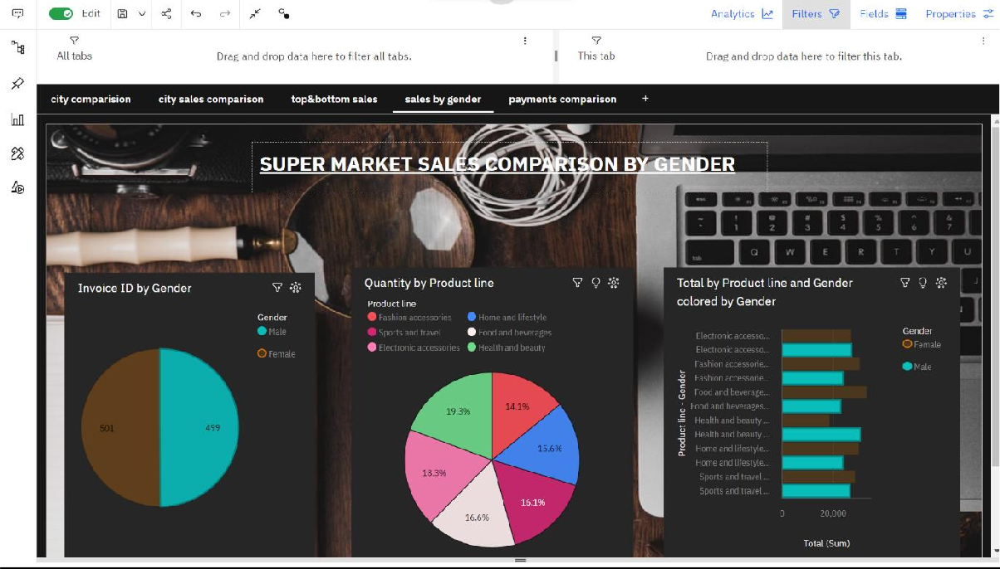 Edit
Analytics
Filters
Fields
Properties
All tabs
Drag and drop data here to filter all tabs.
This tab
Drag and drop data here to filter this tab.
city comparision
city sales comparison
top&bottom sales
sales by gender
payments comparison
+
SUPER MARKET SALES COMPARISON BY GENDER
Invoice ID by Gender
Gender
Male
Female
501
499
Quantity by Product line
Product line
Fashion accessories
Home and lifestyle
Sports and travel
Food and beverages
Electronic accessories
Health and beauty
19.3%
14.1%
15.6%
18.3%
16.1%
16.6%
Total by Product line and Gender
colored by Gender
Gender
Female
Male
Product line - Gender
Electronic accesso...
Electronic accesso...
Fashion accessorie...
Fashion accessorie...
Food and beverage...
Food and beverages...
Health and beauty ...
Health and beauty ...
Home and lifestyle...
Home and lifestyle...
Sports and travel ...
Sports and travel ...
0
20,000
Total (Sum)
esc
tab
Q W E R T Y U